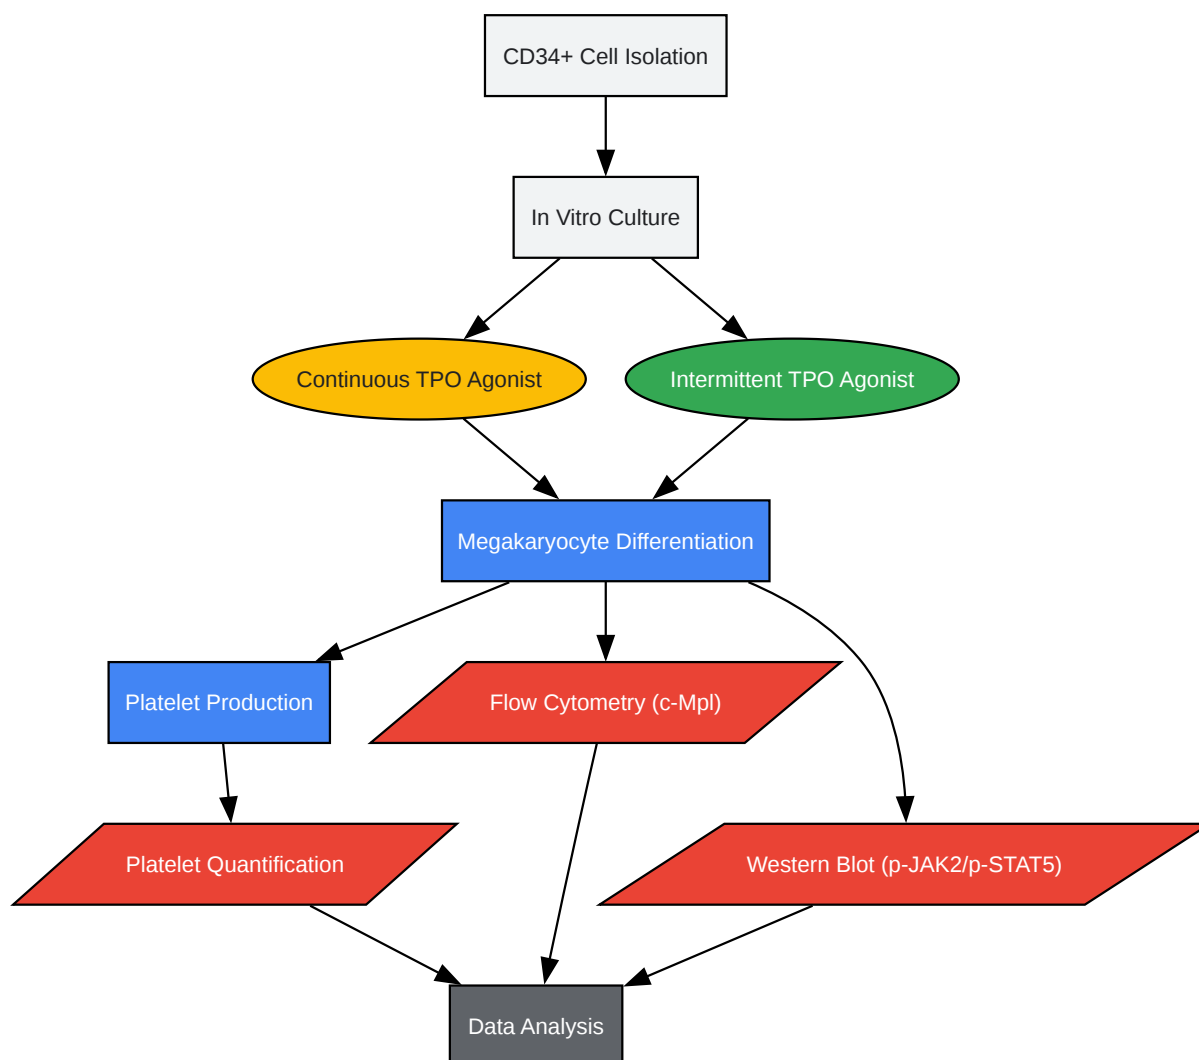 CD34+ Cell Isolation
In Vitro Culture
Continuous TPO Agonist
Intermittent TPO Agonist
Megakaryocyte Differentiation
Platelet Production
Flow Cytometry (c-Mpl)
Platelet Quantification
Western Blot (p-JAK2/p-STAT5)
Data Analysis